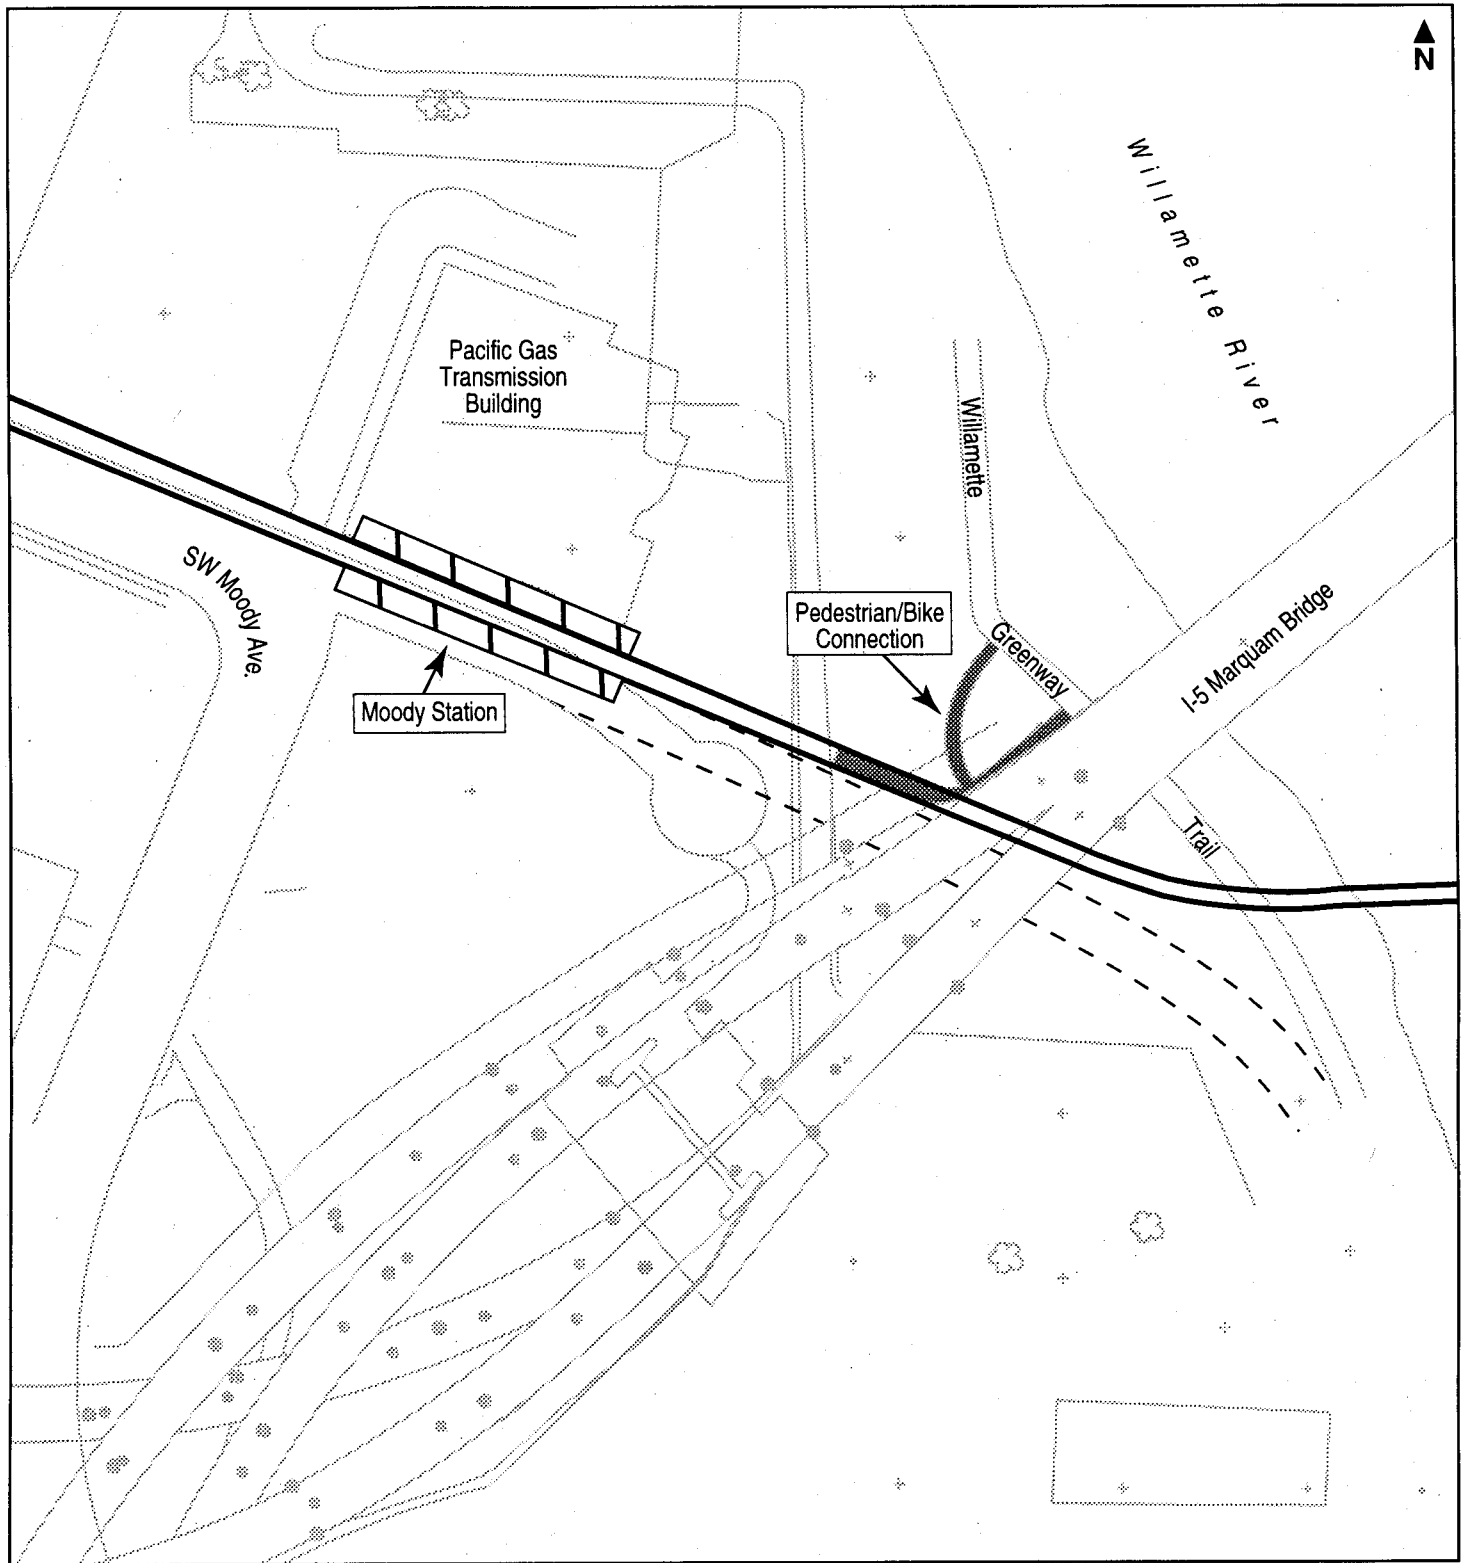 N
Willamette River
Pacific Gas
Transmission
Building
Willamette
SW Moody Ave.
Pedestrian/Bike
Connection
Greenway
I-5 Marquam Bridge
Moody Station
Trail